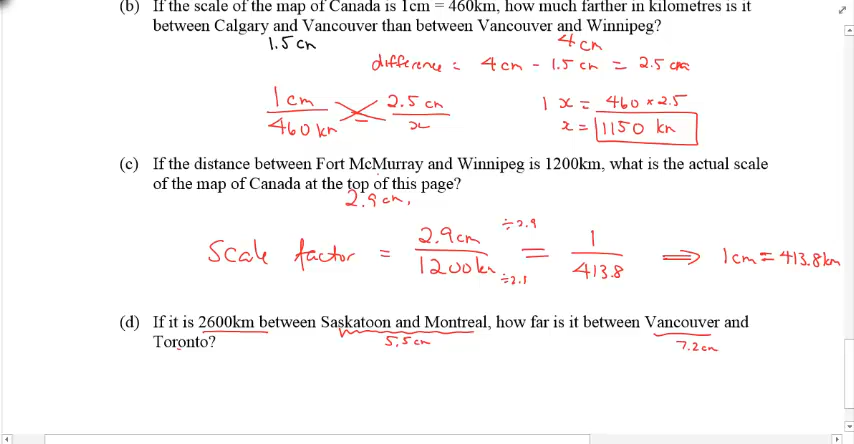 (b) If the scale of the map of Canada is 1cm = 460km, how much farther in kilometres is it
between Calgary and Vancouver than between Vancouver and Winnipeg?
1.5 cm 4 cm
difference = 4 cm - 1.5 cm = 2.5 cm
1 cm / 460 km = 2.5 cm / x 1 x = 460 × 2.5
x = 1150 km
(c) If the distance between Fort McMurray and Winnipeg is 1200km, what is the actual scale
of the map of Canada at the top of this page?
2.9 cm.
Scale factor = 2.9 cm / 1200 km = 1 / 413.8 ⟹ 1 cm = 413.8 km
÷2.9
÷2.9
(d) If it is 2600km between Saskatoon and Montreal, how far is it between Vancouver and
Toronto?
5.5 cm 7.2 cm